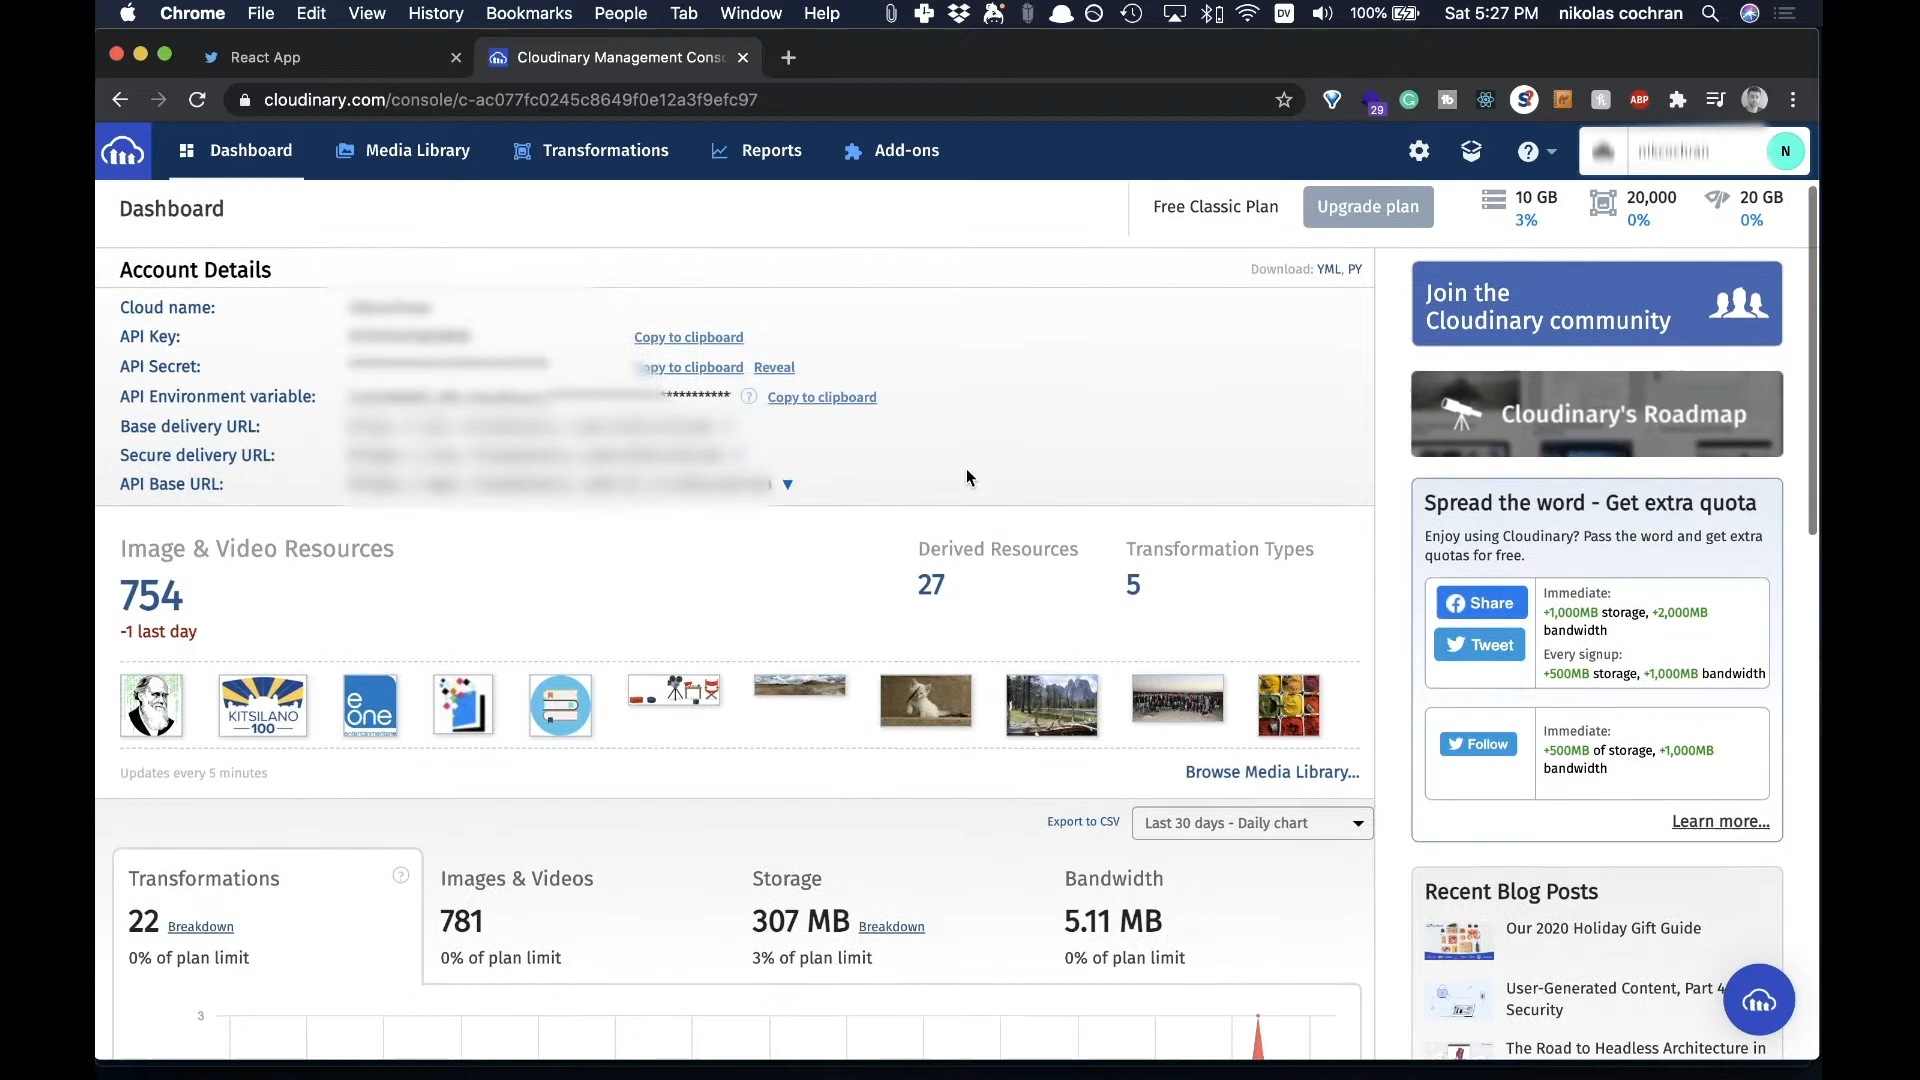 Chrome File Edit View History Bookmarks People Tab Window Help DV 100% Sat 5:27 PM nikolas cochran
React App Cloudinary Management Conso
cloudinary.com/console/c-ac077fc0245c8649f0e12a3f9efc97 29 tb S ABP
Dashboard Media Library Transformations Reports Add-ons N
Dashboard Free Classic Plan Upgrade plan 10 GB 20,000 20 GB
3% 0% 0%
Account Details Download: YML, PY
Cloud name:
API Key: Copy to clipboard
API Secret: opy to clipboard Reveal
API Environment variable: ********** ? Copy to clipboard
Base delivery URL:
Secure delivery URL:
API Base URL:
Image & Video Resources Derived Resources Transformation Types
754 27 5
-1 last day
KITSILANO
100
e
one
entertainmentone
Updates every 5 minutes Browse Media Library...
Export to CSV Last 30 days - Daily chart
Transformations ? Images & Videos Storage Bandwidth
22 Breakdown 781 307 MB Breakdown 5.11 MB
0% of plan limit 0% of plan limit 3% of plan limit 0% of plan limit
3
Join the
Cloudinary community
Cloudinary's Roadmap
Spread the word - Get extra quota
Enjoy using Cloudinary? Pass the word and get extra
quotas for free.
Share
Tweet
Immediate:
+1,000MB storage, +2,000MB
bandwidth
Every signup:
+500MB storage, +1,000MB bandwidth
Follow
Immediate:
+500MB of storage, +1,000MB
bandwidth
Learn more...
Recent Blog Posts
Our 2020 Holiday Gift Guide
User-Generated Content, Part 4
Security
The Road to Headless Architecture in